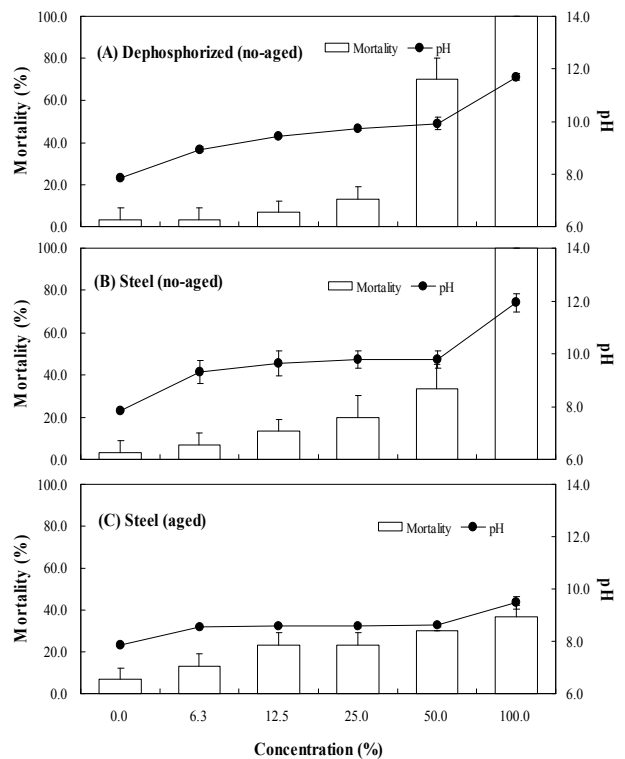 100.0
80.0
60.0
40.0
20.0
0.0
Mortality (%)
(A) Dephosphorized (no-aged)
Mortality
pH
14.0
12.0
10.0
8.0
6.0
pH
100.0
80.0
60.0
40.0
20.0
0.0
Mortality (%)
(B) Steel (no-aged)
Mortality
pH
14.0
12.0
10.0
8.0
6.0
pH
100.0
80.0
60.0
40.0
20.0
0.0
Mortality (%)
(C) Steel (aged)
Mortality
pH
14.0
12.0
10.0
8.0
6.0
pH
0.0 6.3 12.5 25.0 50.0 100.0
Concentration (%)